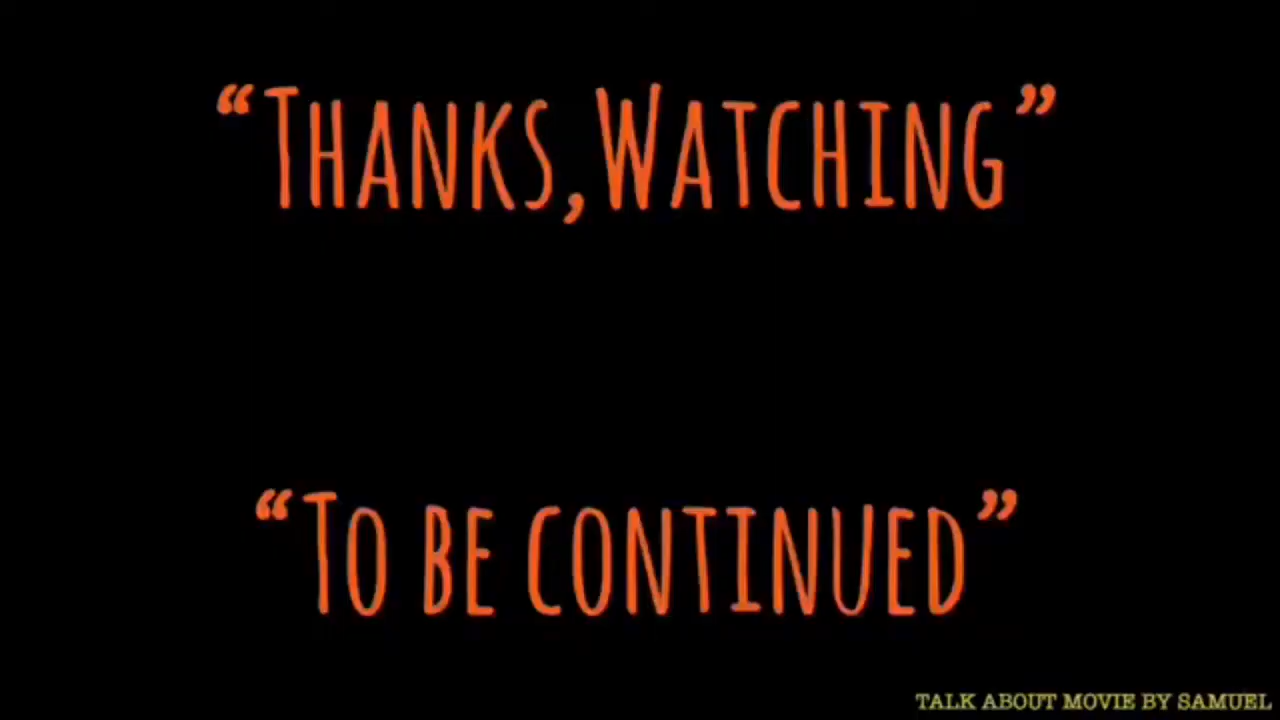 “THANKS,WATCHING”
“TO BE CONTINUED”
TALK ABOUT MOVIE BY SAMUEL